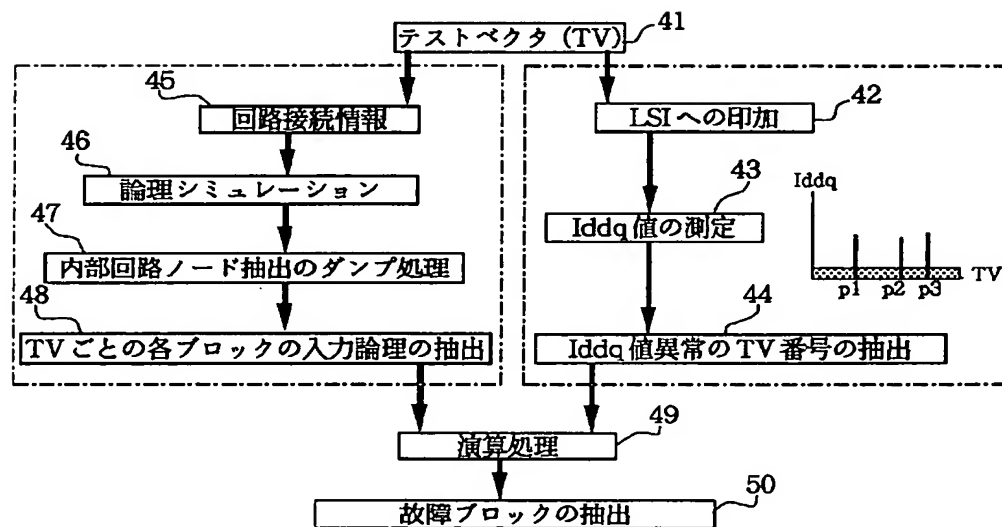 テストベクタ (TV)
41
45
回路接続情報
46
論理シミュレーション
47
内部回路ノード抽出のダンプ処理
48
TVごとの各ブロックの入力論理の抽出
42
LSIへの印加
43
Iddq値の測定
Iddq
TV
p1 p2 p3
44
Iddq値異常のTV番号の抽出
49
演算処理
50
故障ブロックの抽出